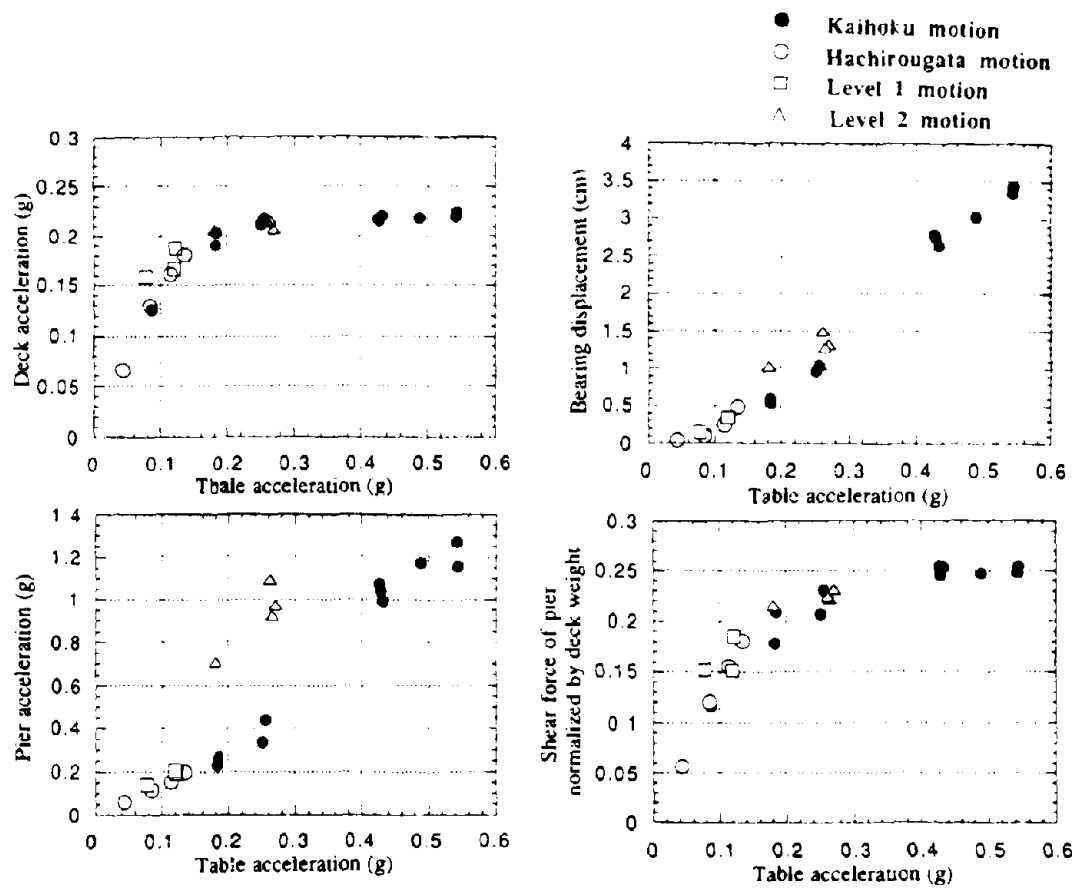 Kaihoku motion
Hachirougata motion
Level 1 motion
Level 2 motion
0.3
0.25
0.2
0.15
0.1
0.05
0
Deck acceleration (g)
0 0.1 0.2 0.3 0.4 0.5 0.6
Tbale acceleration (g)
4
3.5
3
2.5
2
1.5
1
0.5
0
Bearing displacement (cm)
0 0.1 0.2 0.3 0.4 0.5 0.6
Table acceleration (g)
1.4
1.2
1
0.8
0.6
0.4
0.2
0
Pier acceleration (g)
0 0.1 0.2 0.3 0.4 0.5 0.6
Table acceleration (g)
0.3
0.25
0.2
0.15
0.1
0.05
0
Shear force of pier
normalized by deck weight
0 0.1 0.2 0.3 0.4 0.5 0.6
Table acceleration (g)